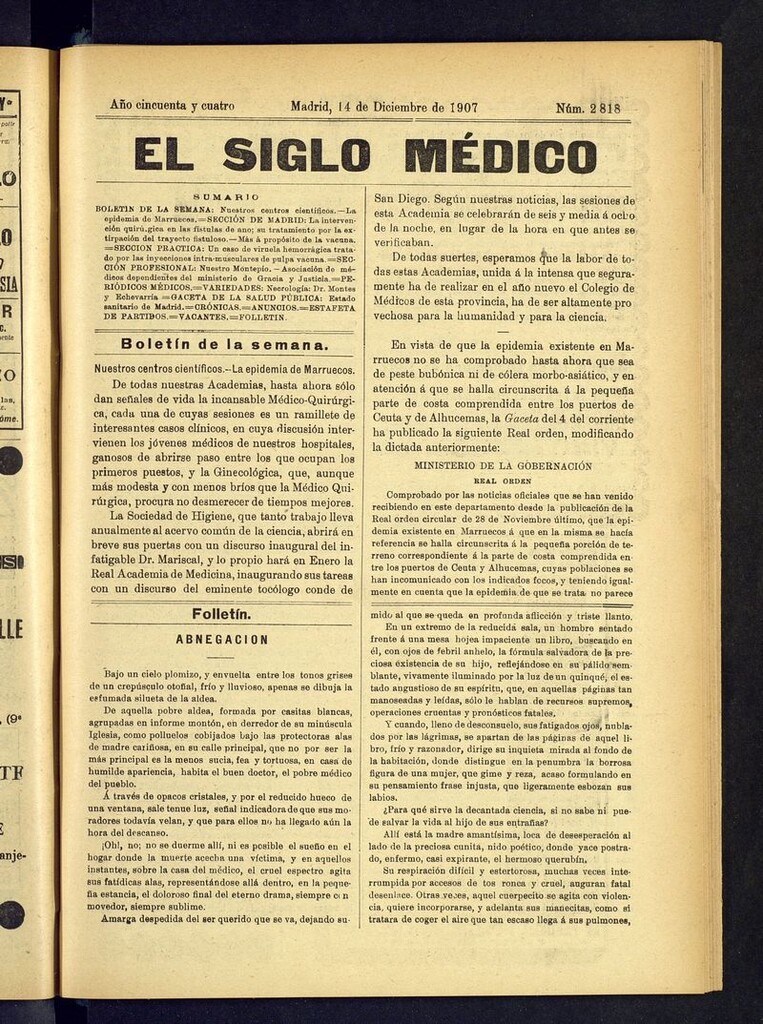 Año cincuenta y cuatro Madrid, 14 de Diciembre de 1907 Núm. 2818
EL SIGLO MÉDICO
SUMARIO
BOLETÍN DE LA SEMANA: Nuestros centros científicos.—La
epidemia de Marruecos.=SECCIÓN DE MADRID: La interven-
ción quirúrgica en las fístulas de ano; su tratamiento por la ex-
tirpación del trayecto fistuloso.—Más á propósito de la vacuna.
=SECCION PRÁCTICA: Un caso de viruela hemorrágica trata-
do por las inyecciones intra-musculares de pulpa vacuna.=SEC-
CIÓN PROFESIONAL: Nuestro Montepío.—Asociación de mé-
dicos dependientes del ministerio de Gracia y Justicia.=PE-
RIÓDICOS MÉDICOS.=VARIEDADES: Necrología: Dr. Montes
y Echevarría=GACETA DE LA SALUD PÚBLICA: Estado
sanitario de Madrid.=CRÓNICAS.=ANUNCIOS.=ESTAFETA
DE PARTIDOS.=VACANTES.=FOLLETIN.
Boletín de la semana.
Nuestros centros científicos.—La epidemia de Marruecos.
De todas nuestras Academias, hasta ahora sólo
dan señales de vida la incansable Médico-Quirúrgi-
ca, cada una de cuyas sesiones es un ramillete de
interesantes casos clínicos, en cuya discusión inter-
vienen los jóvenes médicos de nuestros hospitales,
ganosos de abrirse paso entre los que ocupan los
primeros puestos, y la Ginecológica, que, aunque
más modesta y con menos bríos que la Médico Qui-
rúrgica, procura no desmerecer de tiempos mejores.
La Sociedad de Higiene, que tanto trabajo lleva
anualmente al acervo común de la ciencia, abrirá en
breve sus puertas con un discurso inaugural del in-
fatigable Dr. Mariscal, y lo propio hará en Enero la
Real Academia de Medicina, inaugurando sus tareas
con un discurso del eminente tocólogo conde de
San Diego. Según nuestras noticias, las sesiones de
esta Academia se celebrarán de seis y media á ocho
de la noche, en lugar de la hora en que antes se
verificaban.
De todas suertes, esperamos que la labor de to-
das estas Academias, unida á la intensa que segura-
mente ha de realizar en el año nuevo el Colegio de
Médicos de esta provincia, ha de ser altamente pro
vechosa para la humanidad y para la ciencia.
En vista de que la epidemia existente en Ma-
rruecos no se ha comprobado hasta ahora que sea
de peste bubónica ni de cólera morbo-asiático, y en
atención á que se halla circunscrita á la pequeña
parte de costa comprendida entre los puertos de
Ceuta y de Alhucemas, la Gaceta del 4 del corriente
ha publicado la siguiente Real orden, modificando
la dictada anteriormente:
MINISTERIO DE LA GOBERNACIÓN
REAL ORDEN
Comprobado por las noticias oficiales que se han venido
recibiendo en este departamento desde la publicación de la
Real orden circular de 28 de Noviembre último, que la epi-
demia existente en Marruecos á que en la misma se hacía
referencia se halla circunscrita á la pequeña porción de te-
rreno correspondiente á la parte de costa comprendida en-
tre los puertos de Ceuta y Alhucemas, cuyas poblaciones se
han incomunicado con los indicados focos, y teniendo igual-
mente en cuenta que la epidemia de que se trata no parece
Folletín.
ABNEGACION
Bajo un cielo plomizo, y envuelta entre los tonos grises
de un crepúsculo otoñal, frío y lluvioso, apenas se dibuja la
esfumada silueta de la aldea.
De aquella pobre aldea, formada por casitas blancas,
agrupadas en informe montón, en derredor de su minúscula
Iglesia, como polluelos cobijados bajo las protectoras alas
de madre cariñosa, en su calle principal, que no por ser la
más principal es la menos sucia, fea y tortuosa, en casa de
humilde apariencia, habita el buen doctor, el pobre médico
del pueblo.
Á través de opacos cristales, y por el reducido hueco de
una ventana, sale tenue luz, señal indicadora de que sus mo-
radores todavía velan, y que para ellos no ha llegado aún la
hora del descanso.
¡Oh!, no; no se duerme allí, ni es posible el sueño en el
hogar donde la muerte acecha una víctima, y en aquellos
instantes, sobre la casa del médico, el cruel espectro agita
sus fatídicas alas, representándose allá dentro, en la peque-
ña estancia, el doloroso final del eterno drama, siempre con
movedor, siempre sublime.
Amarga despedida del ser querido que se va, dejando su-
mido al que se queda en profunda aflicción y triste llanto.
En un extremo de la reducida sala, un hombre sentado
frente á una mesa hojea impaciente un libro, buscando en
él, con ojos de febril anhelo, la fórmula salvadora de la pre-
ciosa existencia de su hijo, reflejándose en su pálido sem-
blante, vivamente iluminado por la luz de un quinqué, el es-
tado angustioso de su espíritu, que, en aquellas páginas tan
manoseadas y leídas, sólo le hablan de recursos supremos,
operaciones cruentas y pronósticos fatales.
Y cuando, lleno de desconsuelo, sus fatigados ojos, nubla-
dos por las lágrimas, se apartan de las páginas de aquel li-
bro, frío y razonador, dirige su inquieta mirada al fondo de
la habitación, donde distingue en la penumbra la borrosa
figura de una mujer, que gime y reza, acaso formulando en
su pensamiento frase injusta, que ligeramente esbozan sus
labios.
¿Para qué sirve la decantada ciencia, si no sabe ni pue-
de salvar la vida al hijo de sus entrañas?
Allí está la madre amantísima, loca de desesperación al
lado de la preciosa cunita, nido poético, donde yace postra-
do, enfermo, casi expirante, el hermoso querubín.
Su respiración difícil y estertorosa, muchas veces inte-
rrumpida por accesos de tos ronca y cruel, auguran fatal
desenlace. Otras veces, aquel cuerpecito se agita con violen-
cia, quiere incorporarse, y adelanta sus manecitas, como si
tratara de coger el aire que tan escaso llega á sus pulmones,